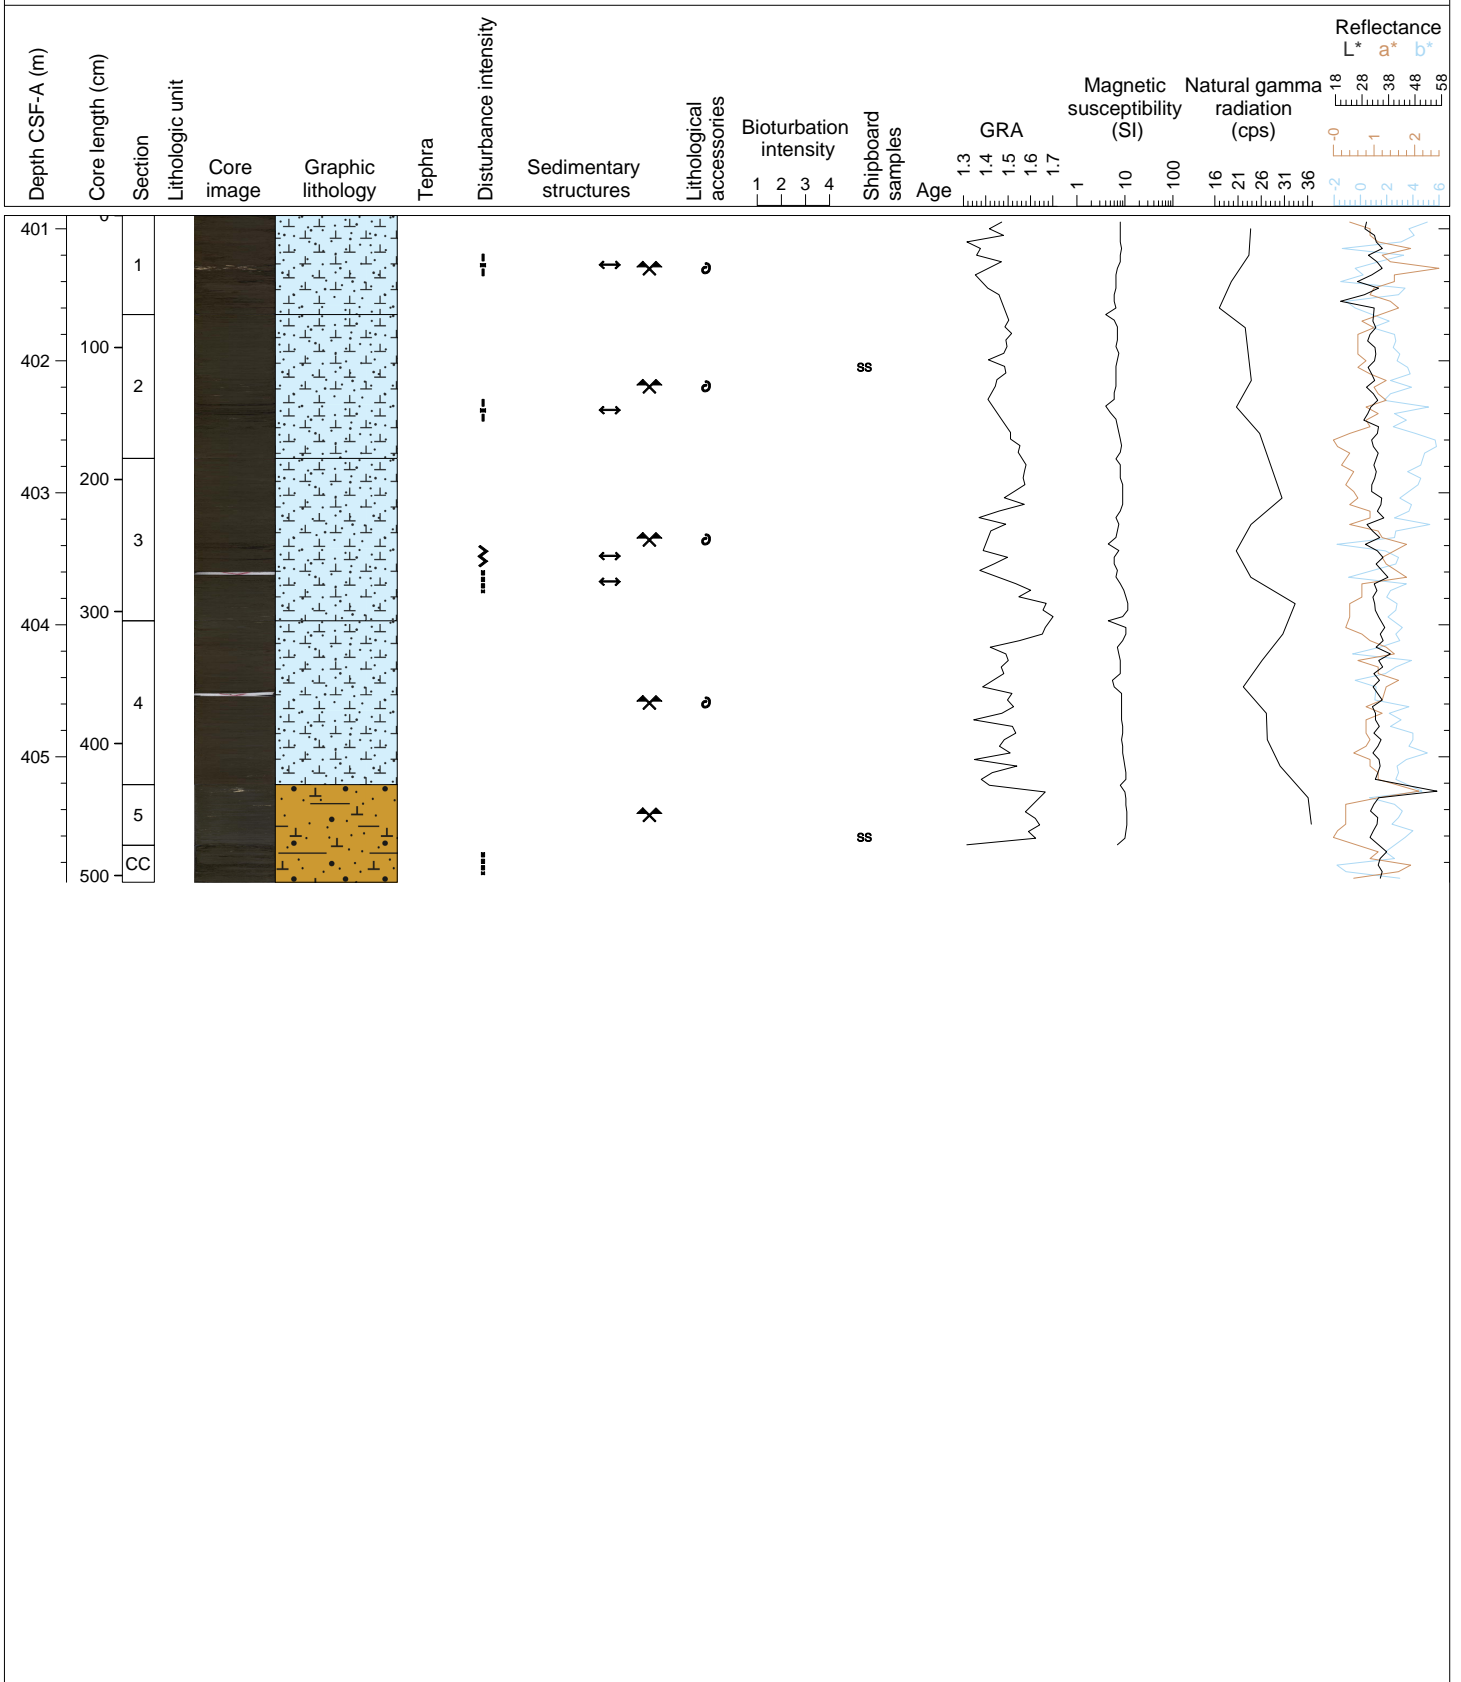 Depth CSF-A (m)
Core length (cm)
Section
Lithologic unit
Core
image
Graphic
lithology
Tephra
Disturbance intensity
Sedimentary
structures
Lithological
accessories
Bioturbation
intensity
1 2 3 4
Shipboard
samples
Age
GRA
1.3 1.4 1.5 1.6 1.7
Magnetic
susceptibility
(SI)
1 10 100
Natural gamma
radiation
(cps)
16 21 26 31 36
Reflectance
L* a* b*
18 28 38 48 58
-0 1 2
-2 0 2 4 6
0
401
1
100
402
ss
2
200
403
3
300
404
4
400
405
5
ss
CC
500